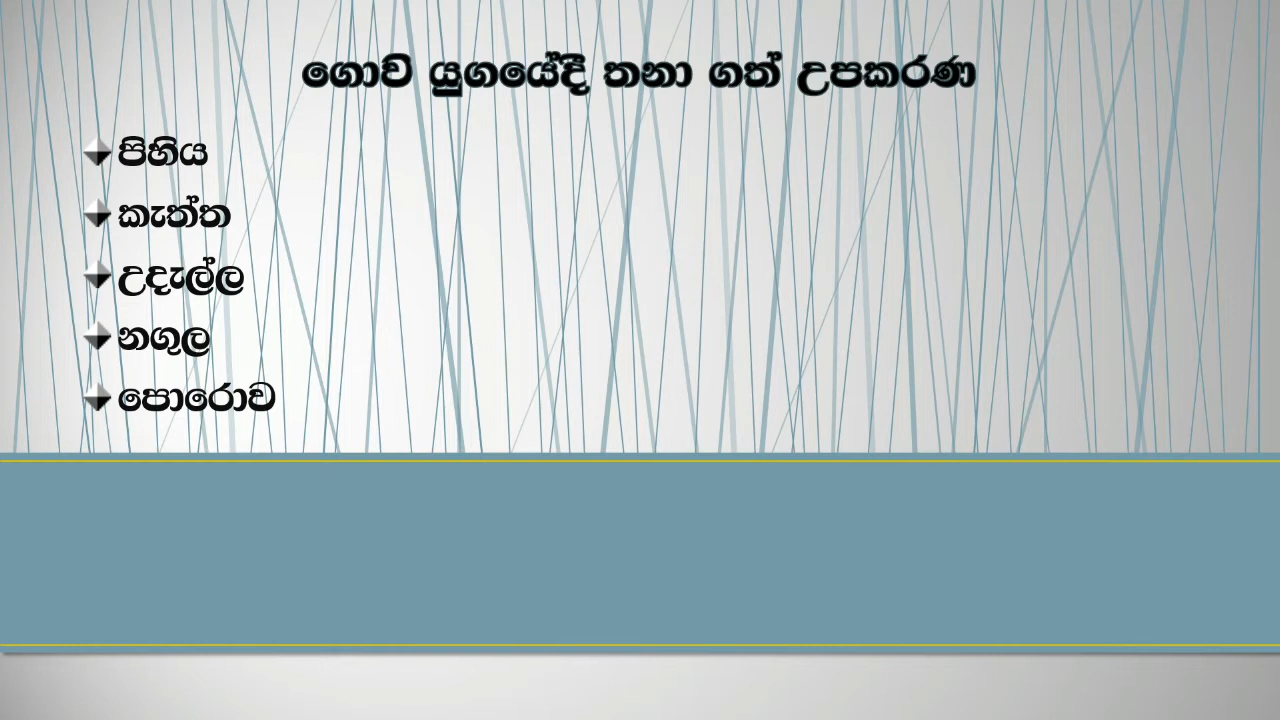 ගොවි යුගයේදී තනා ගත් උපකරණ
පිහිය
කැත්ත
උදැල්ල
නගුල
පොරොව